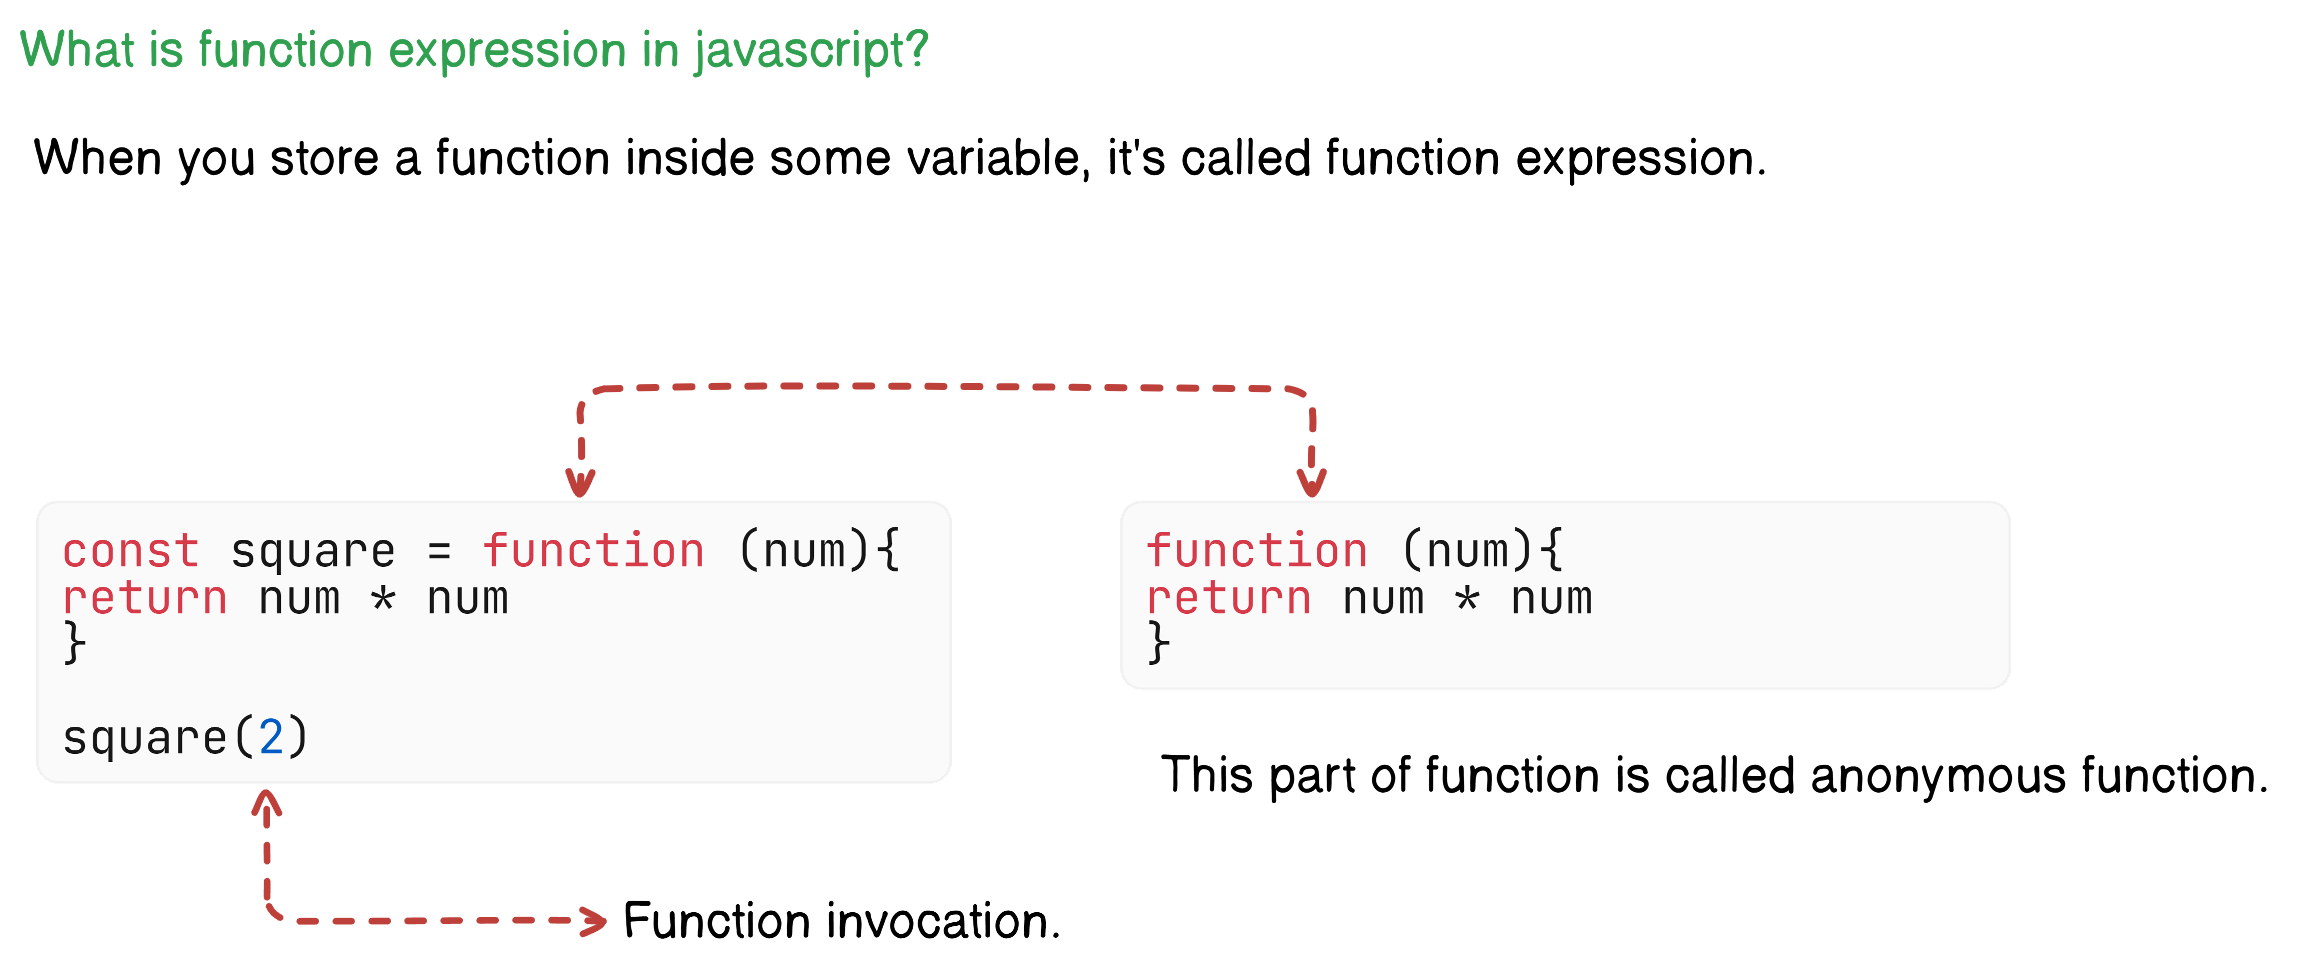 What is function expression in javascript?
When you store a function inside some variable, it's called function expression.
const square = function (num){
return num * num
}
square(2)
function (num){
return num * num
}
This part of function is called anonymous function.
Function invocation.